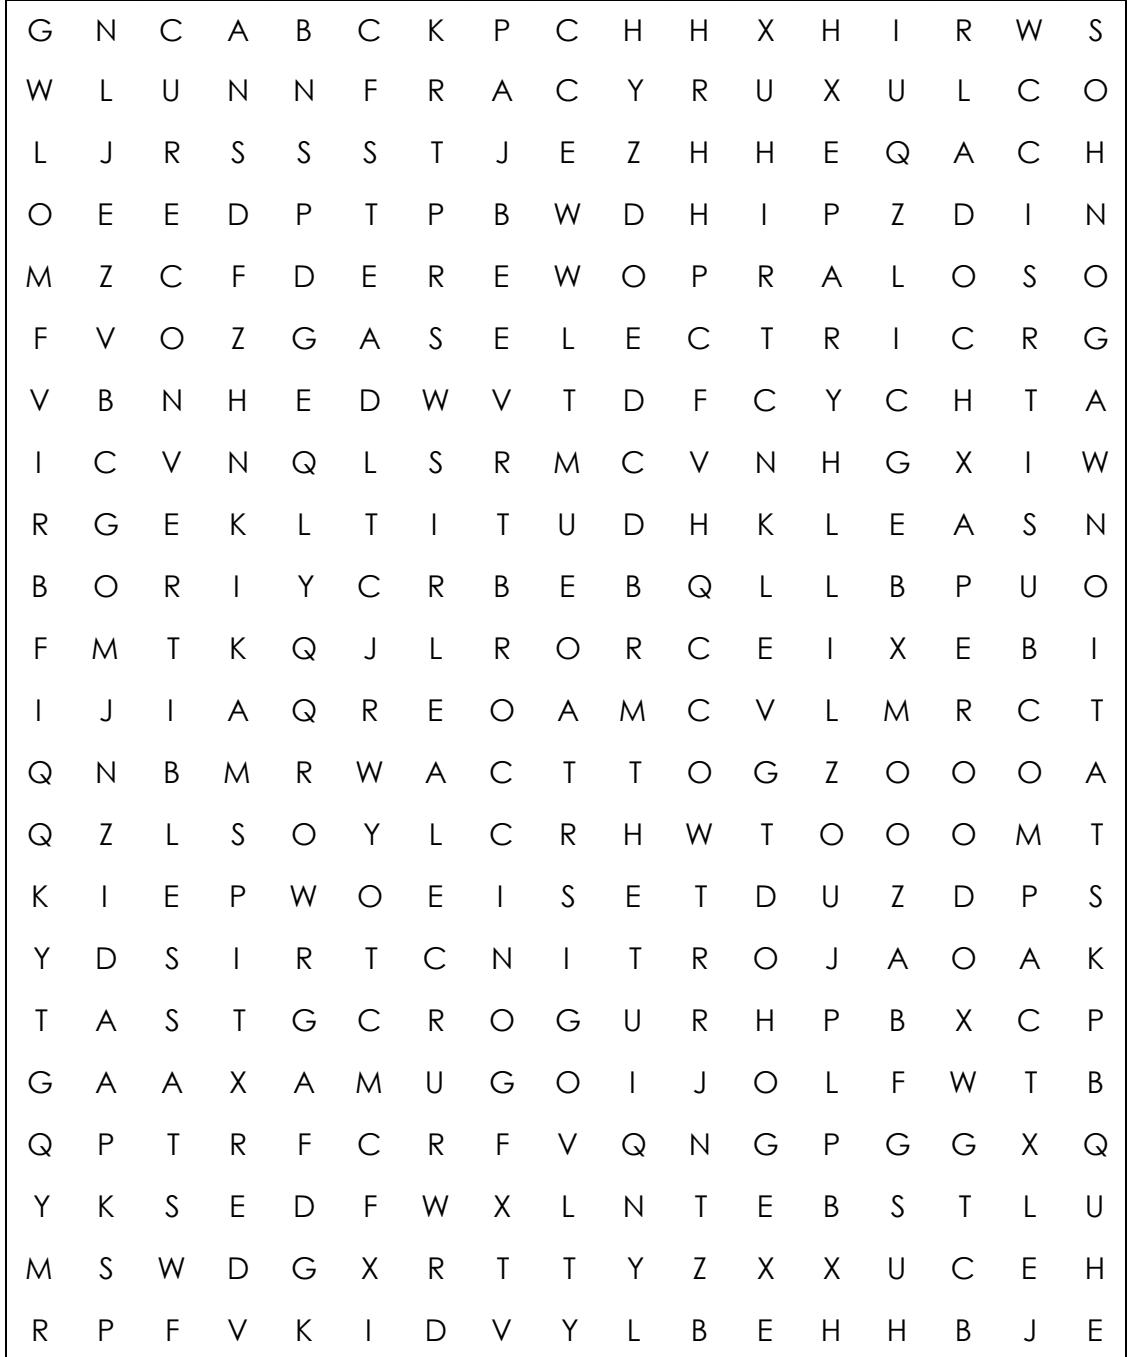 G N C A B C K P C H H X H I R W S
W L U N N F R A C Y R U X U L C O
L J R S S S T J E Z H H E Q A C H
O E E D P T P B W D H I P Z D I N
M Z C F D E R E W O P R A L O S O
F V O Z G A S E L E C T R I C R G
V B N H E D W V T D F C Y C H T A
I C V N Q L S R M C V N H G X I W
R G E K L T I T U D H K L E A S N
B O R I Y C R B E B Q L L B P U O
F M T K Q J L R O R C E I X E B I
I J I A Q R E O A M C V L M R C T
Q N B M R W A C T T O G Z O O O A
Q Z L S O Y L C R H W T O O O M T
K I E P W O E I S E T D U Z D P S
Y D S I R T C N I T R O J A O A K
T A S T G C R O G U R H P B X C P
G A A X A M U G O I J O L F W T B
Q P T R F C R F V Q N G P G G X Q
Y K S E D F W X L N T E B S T L U
M S W D G X R T T Y Z X X U C E H
R P F V K I D V Y L B E H H B J E